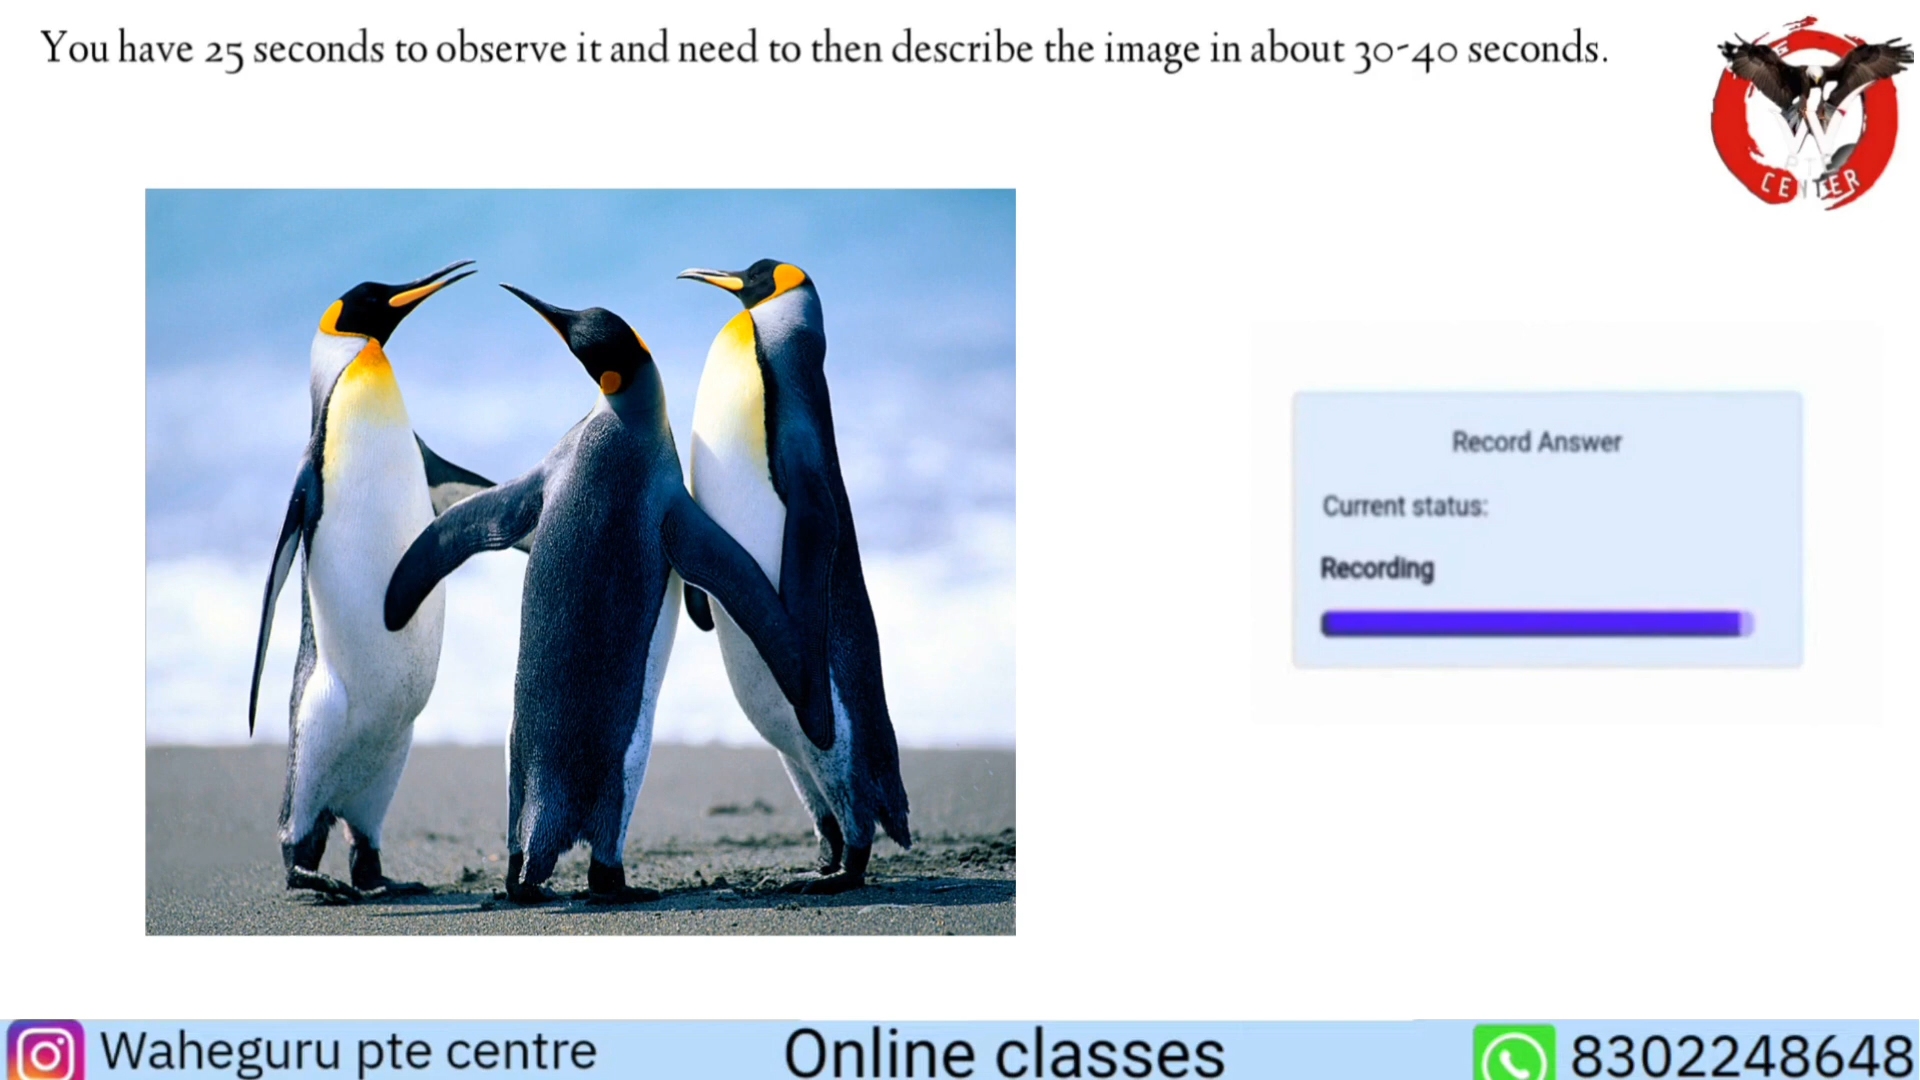 You have 25 seconds to observe it and need to then describe the image in about 30-40 seconds.
W
PTE
CENTER
Record Answer
Current status:
Recording
Waheguru pte centre
Online classes
8302248648